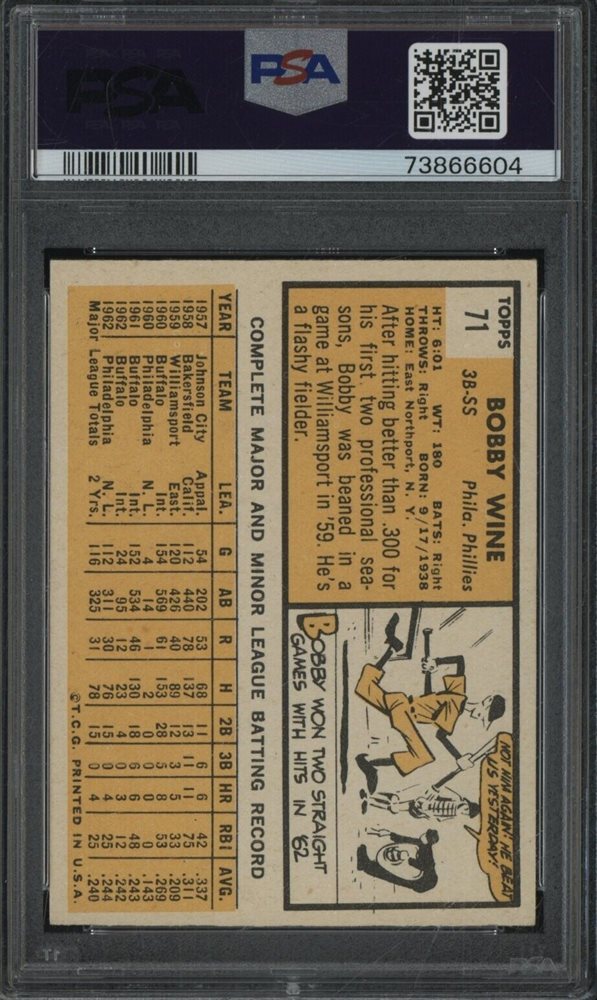 PSA
PSA
73866604
TOPPS
71
BOBBY WINE
3B-SS Phila. Phillies
HT: 6:01 WT: 180 BATS: Right
THROWS: Right BORN: 9/17/1938
HOME: East Northport, N. Y.
After hitting better than .300 for
his first two professional sea-
sons, Bobby was beaned in a
game at Williamsport in '59. He's
a flashy fielder.
NOT HIM AGAIN! HE BEAT
US YESTERDAY!
BOBBY WON TWO STRAIGHT
GAMES WITH HITS IN '62
COMPLETE MAJOR AND MINOR LEAGUE BATTING RECORD
YEAR TEAM LEA. G AB R H 2B 3B HR RBI AVG.
1957 Johnson City Appal. 54 202 53 68 11 6 6 42 .337
1958 Bakersfield Calif. 112 440 78 137 13 11 11 75 .311
1959 Williamsport East. 120 426 40 89 12 3 5 33 .209
1960 Buffalo Int. 154 569 61 153 28 5 8 53 .269
1960 Philadelphia N. L. 4 14 1 2 0 0 0 0 .143
1961 Buffalo Int. 152 534 46 130 18 6 6 48 .243
1962 Buffalo Int. 24 95 12 23 4 0 3 12 .242
1962 Philadelphia N. L. 112 311 30 76 15 0 4 25 .244
Major League Totals 2 Yrs. 116 325 31 78 15 0 4 25 .240
©T.C.G. PRINTED IN U.S.A.